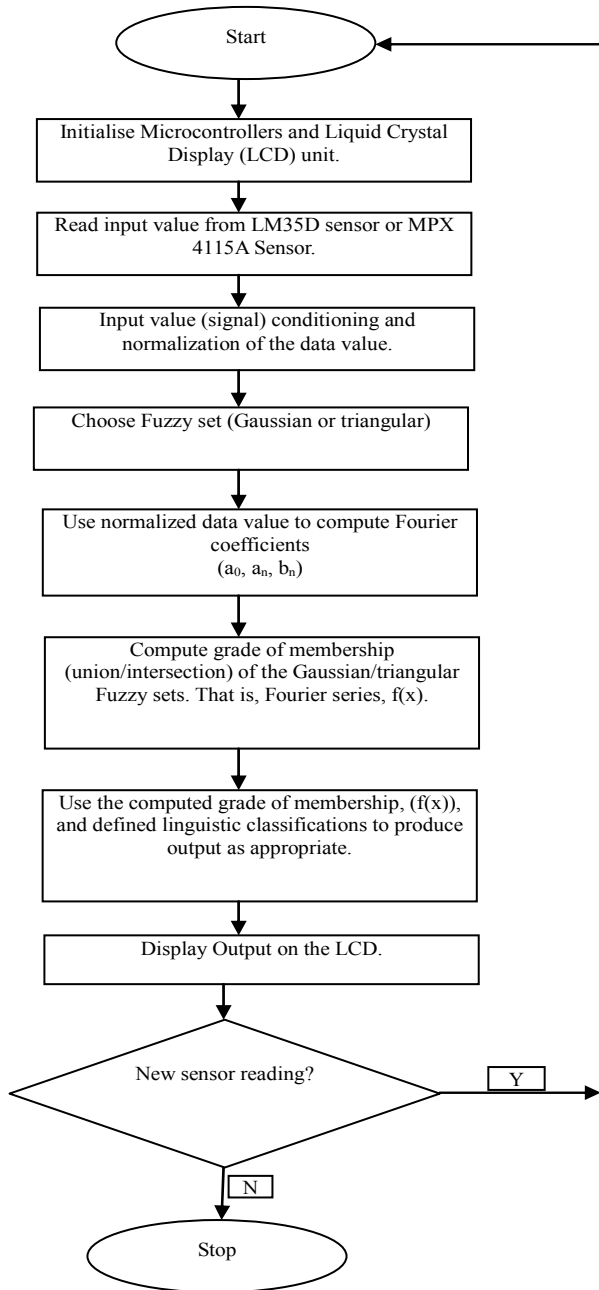 Start
Initialise Microcontrollers and Liquid Crystal
Display (LCD) unit.
Read input value from LM35D sensor or MPX
4115A Sensor.
Input value (signal) conditioning and
normalization of the data value.
Choose Fuzzy set (Gaussian or triangular)
Use normalized data value to compute Fourier
coefficients
(a₀, aₙ, bₙ)
Compute grade of membership
(union/intersection) of the Gaussian/triangular
Fuzzy sets. That is, Fourier series, f(x).
Use the computed grade of membership, (f(x)),
and defined linguistic classifications to produce
output as appropriate.
Display Output on the LCD.
New sensor reading?
Y
N
Stop